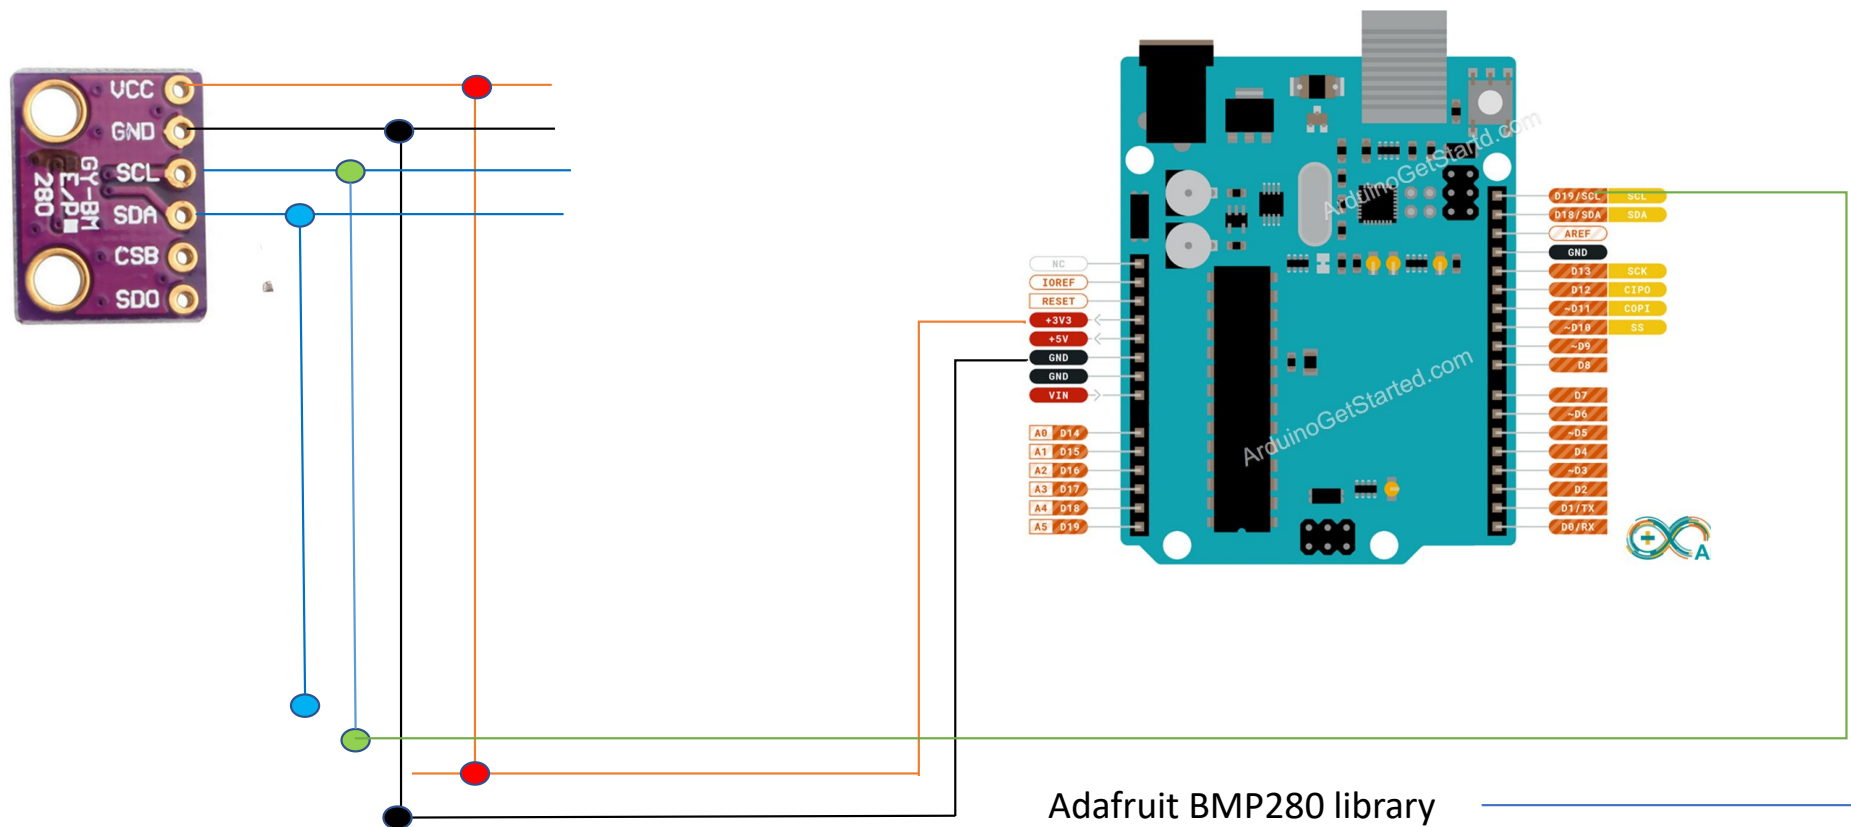 VCC
GND
SCL
SDA
CSB
SDO
GY-BM
E/P
280
ArduinoGetStartd.com
ArduinoGetStarted.com
NC
IOREF
RESET
+3V3
+5V
GND
GND
VIN
A0 D14
A1 D15
A2 D16
A3 D17
A4 D18
A5 D19
D19/SCL SCL
D18/SDA SDA
AREF
GND
D13 SCK
D12 CIPO
~D11 COPI
~D10 SS
~D9
D8
D7
~D6
~D5
D4
~D3
D2
D1/TX
D0/RX
A
Adafruit BMP280 library